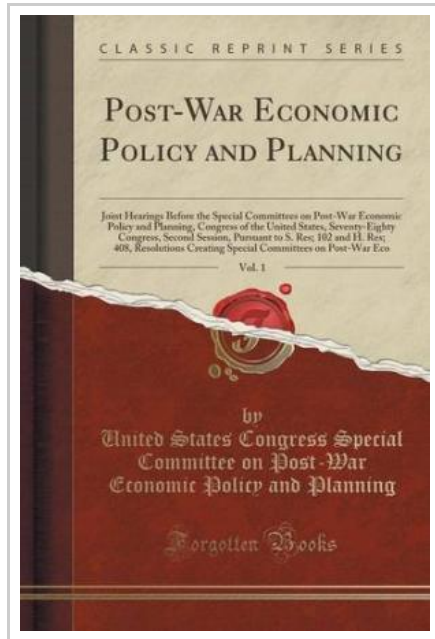 CLASSIC REPRINT SERIES
POST-WAR ECONOMIC
POLICY AND PLANNING
Joint Hearings Before the Special Committees on Post-War Economic
Policy and Planning, Congress of the United States, Seventy-Eighty
Congress, Second Session, Pursuant to S. Res; 102 and H. Res;
408, Resolutions Creating Special Committees on Post-War Eco
Vol. 1
by
United States Congress Special
Committee on Post-War
Economic Policy and Planning
Forgotten Books